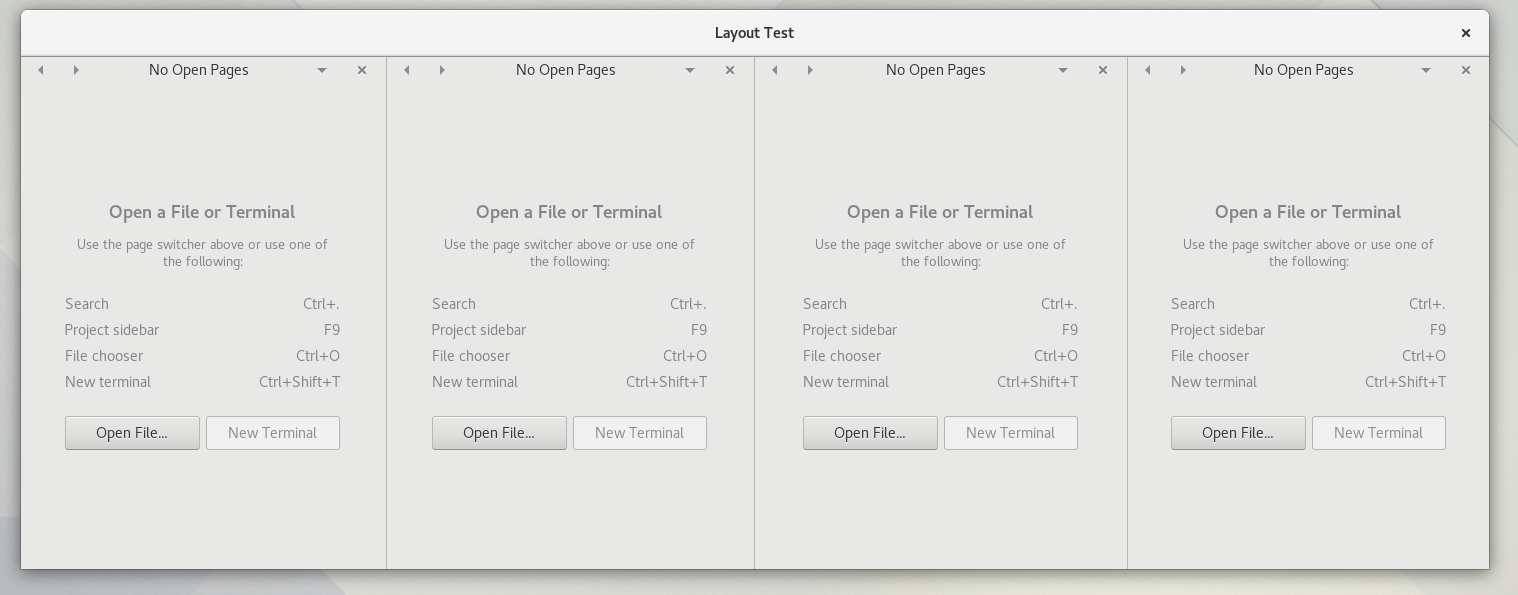 Layout Test
No Open Pages
Open a File or Terminal
Use the page switcher above or use one of
the following:
Search Ctrl+.
Project sidebar F9
File chooser Ctrl+O
New terminal Ctrl+Shift+T
Open File... New Terminal
No Open Pages
Open a File or Terminal
Use the page switcher above or use one of
the following:
Search Ctrl+.
Project sidebar F9
File chooser Ctrl+O
New terminal Ctrl+Shift+T
Open File... New Terminal
No Open Pages
Open a File or Terminal
Use the page switcher above or use one of
the following:
Search Ctrl+.
Project sidebar F9
File chooser Ctrl+O
New terminal Ctrl+Shift+T
Open File... New Terminal
No Open Pages
Open a File or Terminal
Use the page switcher above or use one of
the following:
Search Ctrl+.
Project sidebar F9
File chooser Ctrl+O
New terminal Ctrl+Shift+T
Open File... New Terminal